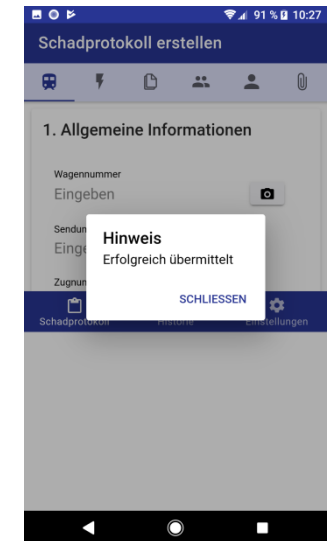 91 % 10:27
Schadprotokoll erstellen
1. Allgemeine Informationen
Wagennummer
Eingeben
Hinweis
Erfolgreich übermittelt
SCHLIESSEN
Schadprotokoll Historie Einstellungen